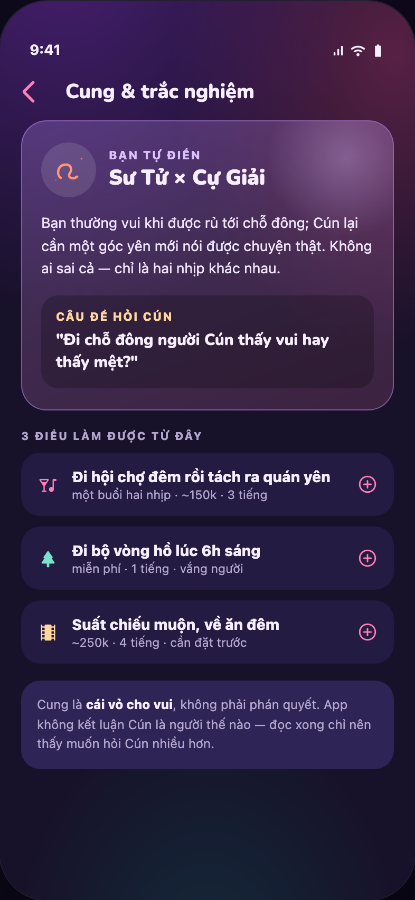 9:41
Cung & trắc nghiệm
BẠN TỰ ĐIỀN
Sư Tử × Cự Giải
Bạn thường vui khi được rủ tới chỗ đông; Cún lại
cần một góc yên mới nói được chuyện thật. Không
ai sai cả — chỉ là hai nhịp khác nhau.
CÂU ĐỂ HỎI CÚN
"Đi chỗ đông người Cún thấy vui hay
thấy mệt?"
3 ĐIỀU LÀM ĐƯỢC TỪ ĐÂY
Đi hội chợ đêm rồi tách ra quán yên
một buổi hai nhịp · ~150k · 3 tiếng
Đi bộ vòng hồ lúc 6h sáng
miễn phí · 1 tiếng · vắng người
Suất chiếu muộn, về ăn đêm
~250k · 4 tiếng · cần đặt trước
Cung là cái vỏ cho vui, không phải phán quyết. App
không kết luận Cún là người thế nào — đọc xong chỉ nên
thấy muốn hỏi Cún nhiều hơn.